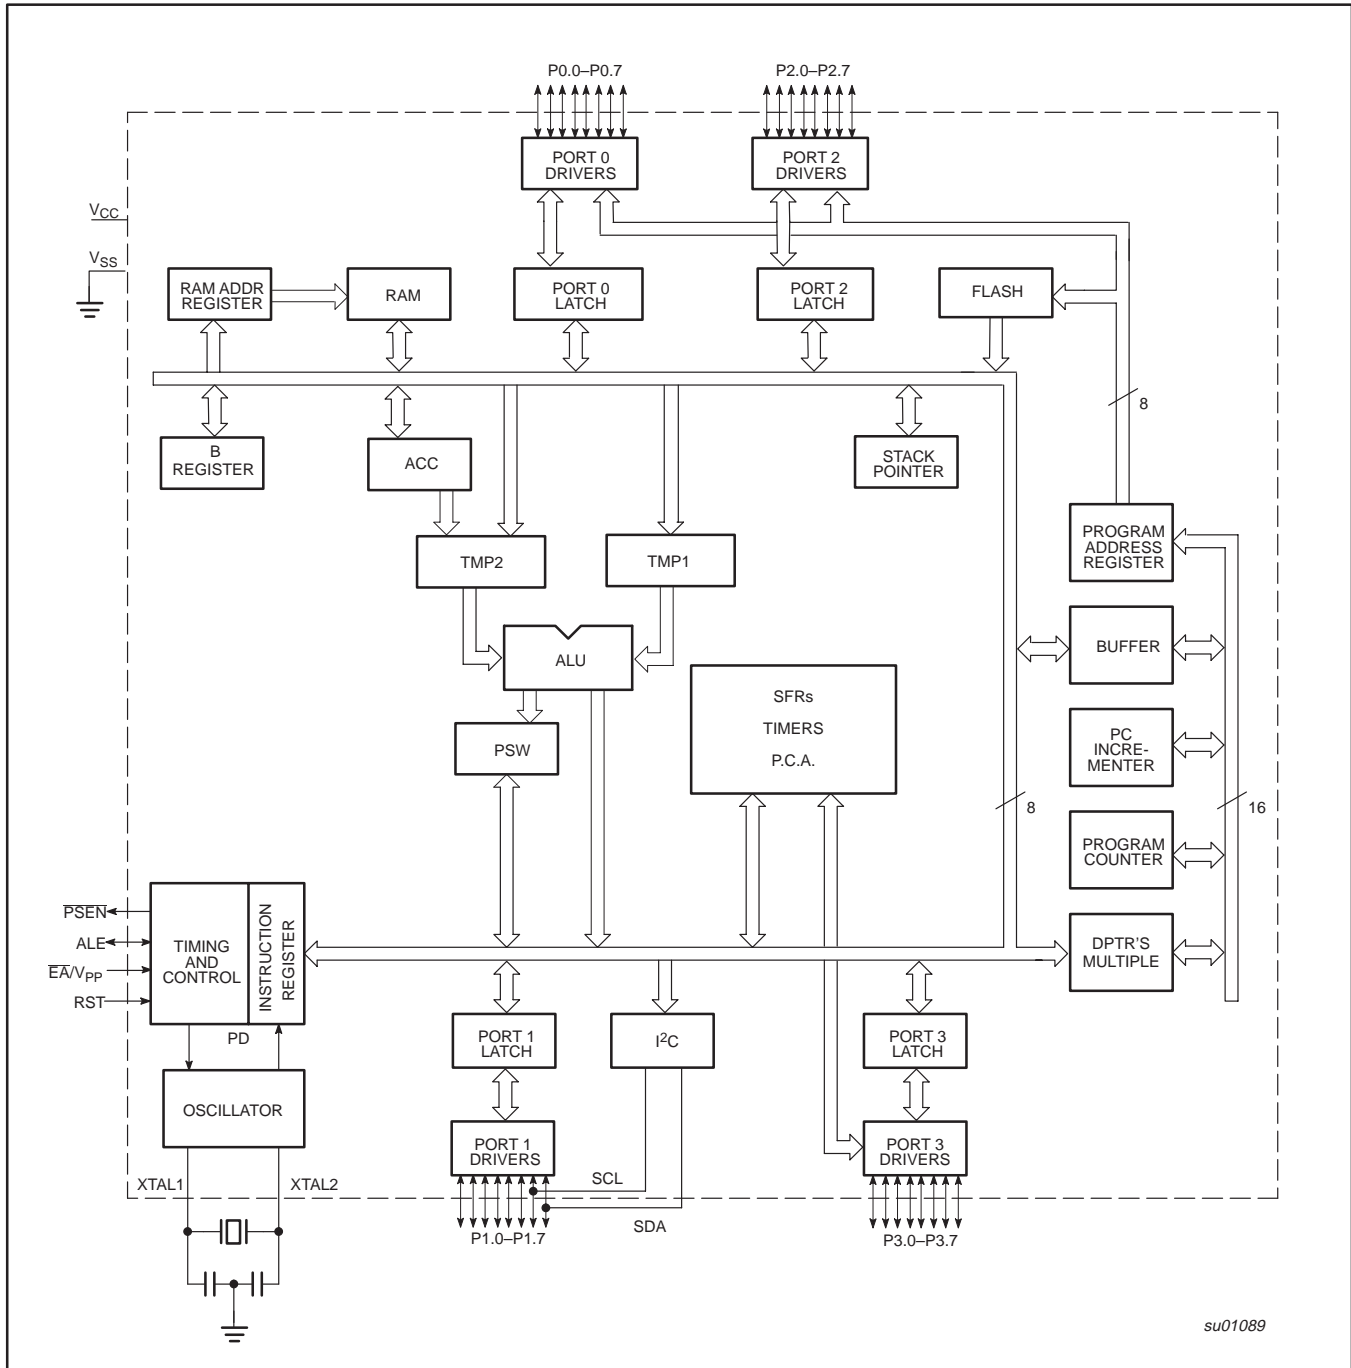 P0.0–P0.7
P2.0–P2.7
PORT 0
DRIVERS
PORT 2
DRIVERS
VCC
VSS
RAM ADDR
REGISTER
RAM
PORT 0
LATCH
PORT 2
LATCH
FLASH
8
B
REGISTER
ACC
STACK
POINTER
PROGRAM
ADDRESS
REGISTER
TMP2
TMP1
BUFFER
ALU
SFRs
TIMERS
P.C.A.
PSW
PC
INCRE-
MENTER
8
16
PROGRAM
COUNTER
PSEN
ALE
EA/VPP
RST
TIMING
AND
CONTROL
INSTRUCTION
REGISTER
DPTR'S
MULTIPLE
PD
PORT 1
LATCH
I2C
PORT 3
LATCH
OSCILLATOR
PORT 1
DRIVERS
PORT 3
DRIVERS
XTAL1
XTAL2
SCL
SDA
P1.0–P1.7
P3.0–P3.7
su01089